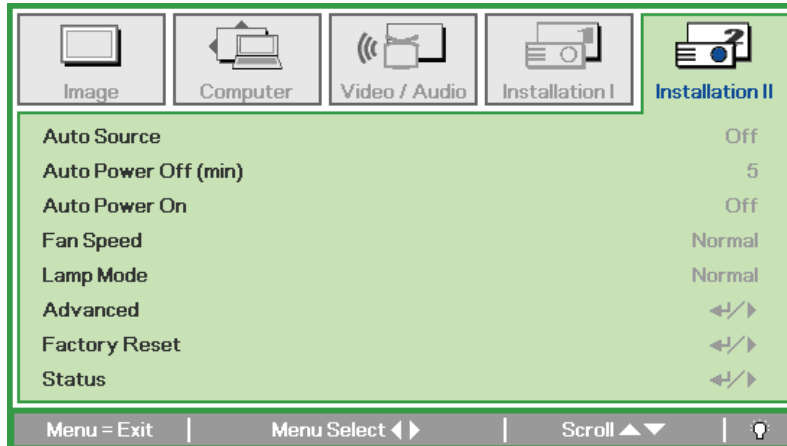 Image Computer Video / Audio Installation I Installation II
Auto Source Off
Auto Power Off (min) 5
Auto Power On Off
Fan Speed Normal
Lamp Mode Normal
Advanced
Factory Reset
Status
Menu = Exit Menu Select Scroll